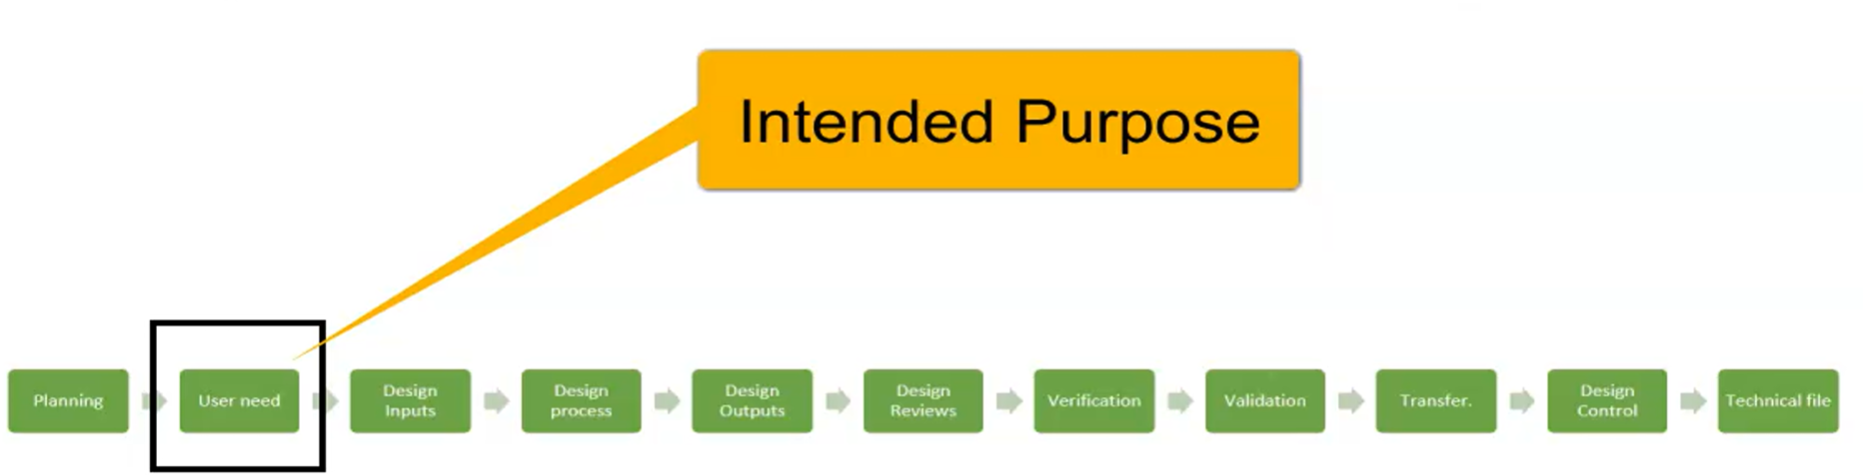 Intended Purpose
Planning
User need
Design
Inputs
Design
process
Design
Outputs
Design
Reviews
Verification
Validation
Transfer.
Design
Control
Technical file